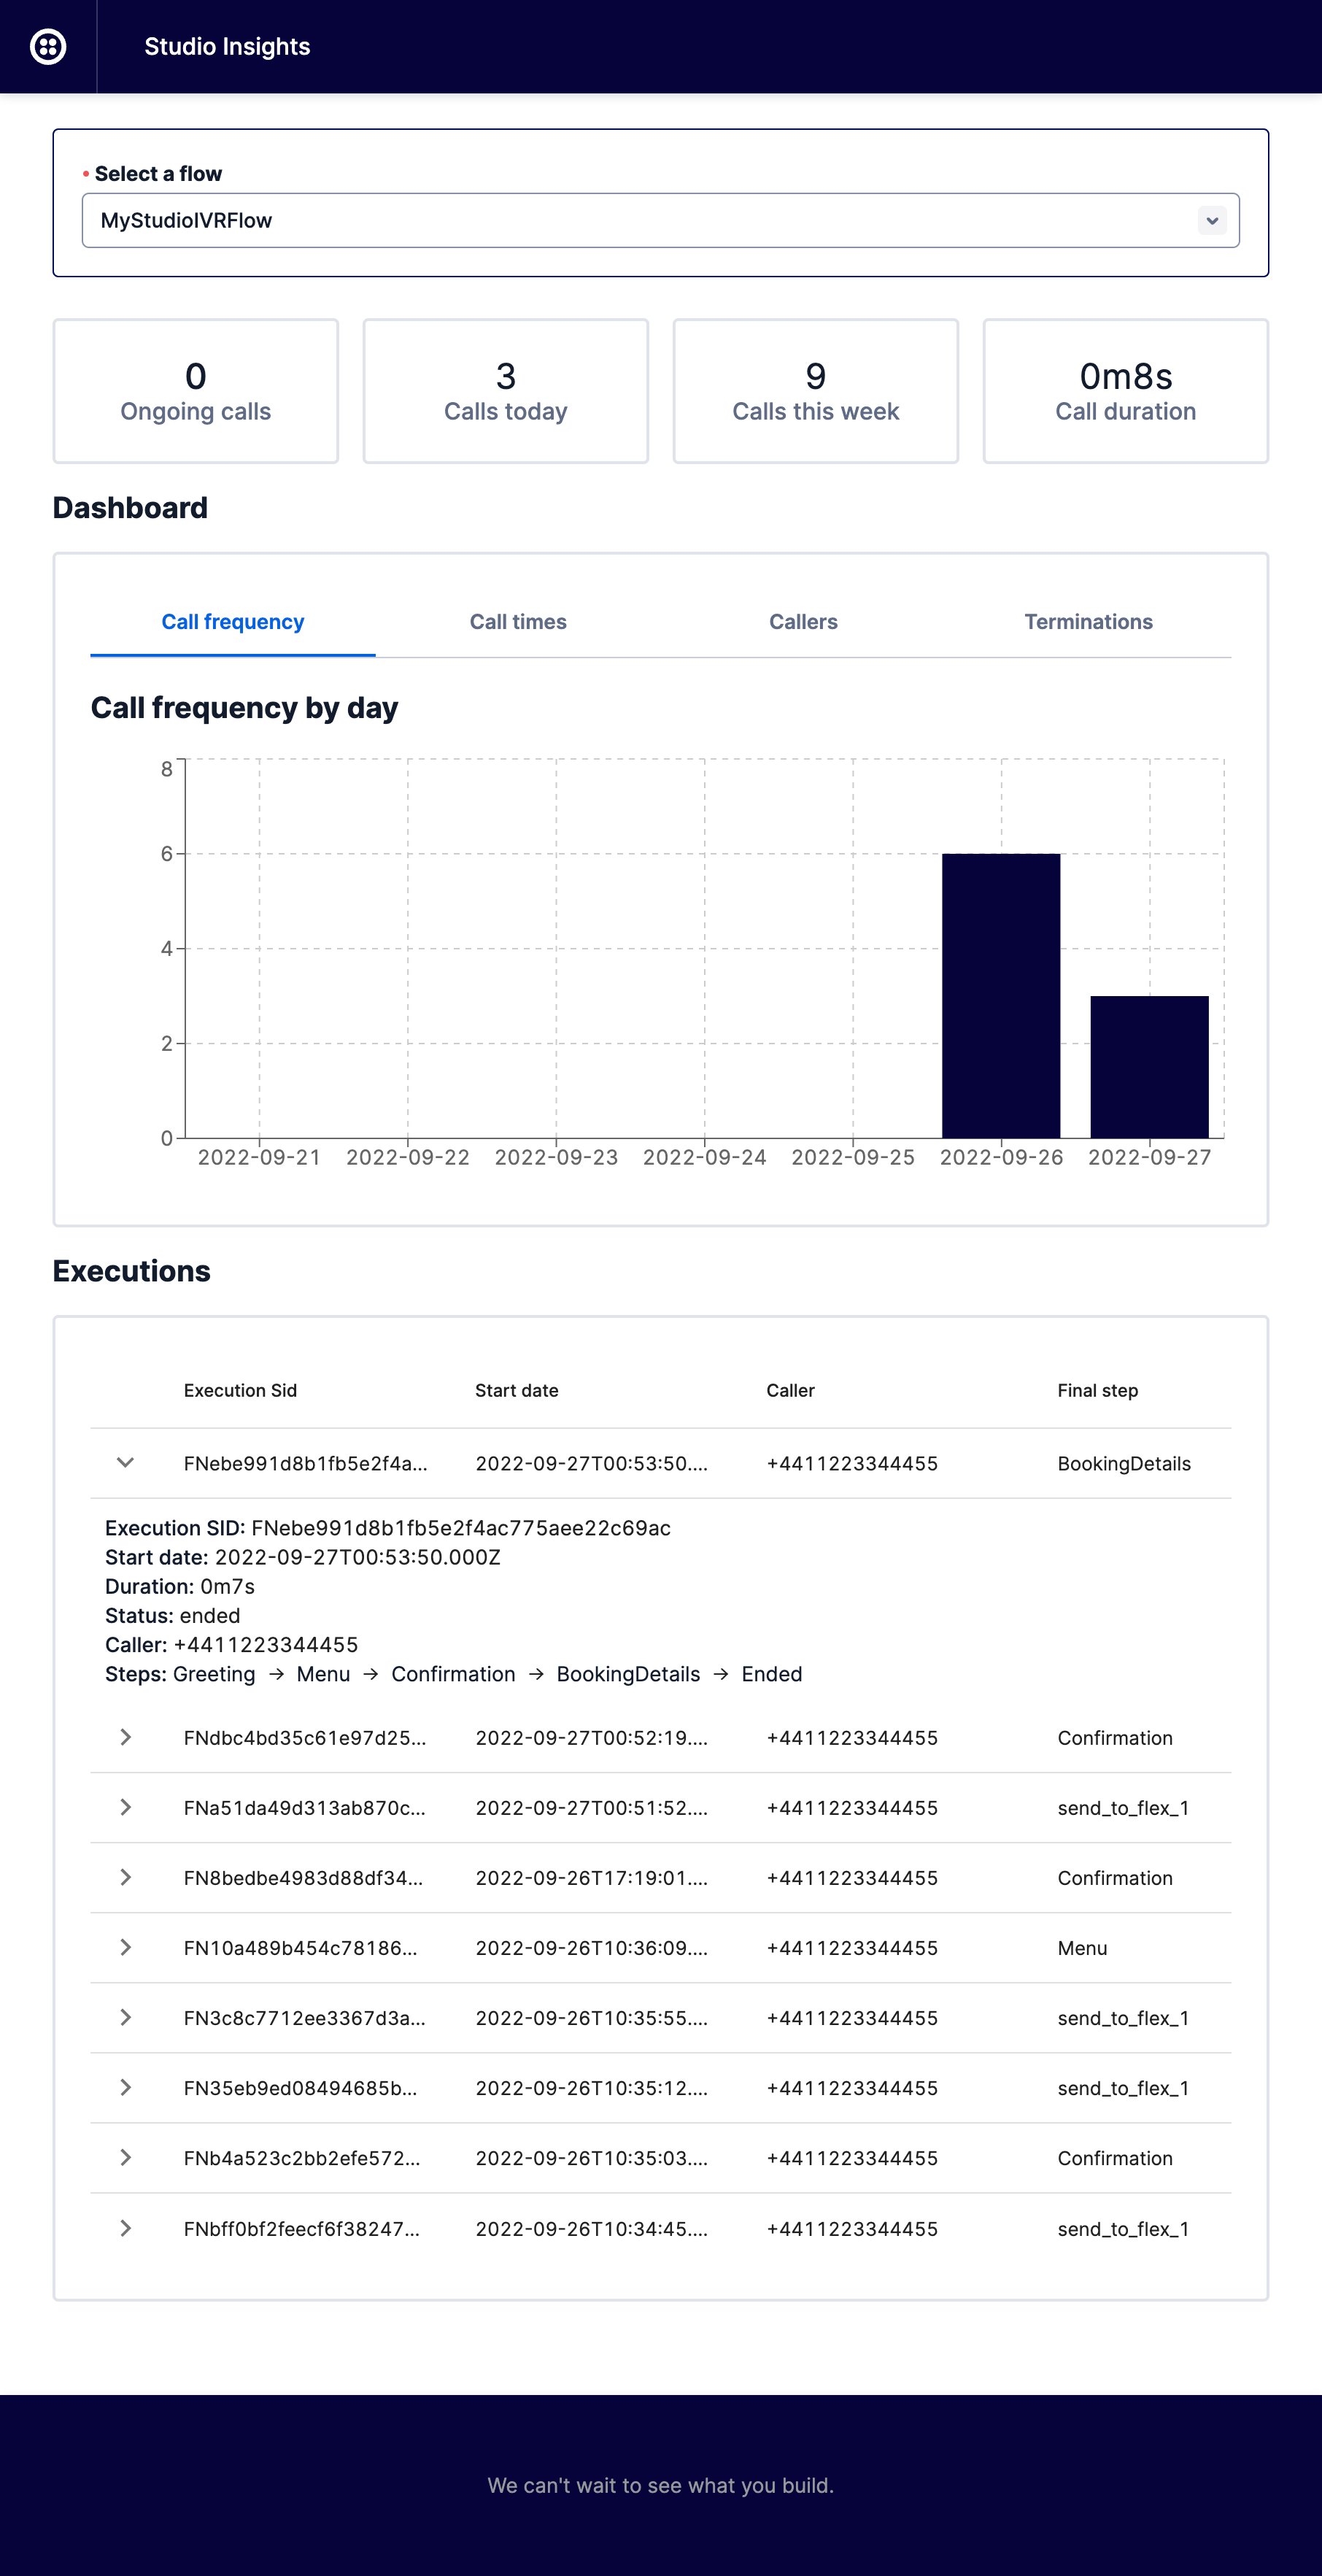 Studio Insights
Select a flow
MyStudioIVRFlow
0
Ongoing calls
3
Calls today
9
Calls this week
0m8s
Call duration
Dashboard
Call frequency Call times Callers Terminations
Call frequency by day
8
6
4
2
0
2022-09-21 2022-09-22 2022-09-23 2022-09-24 2022-09-25 2022-09-26 2022-09-27
Executions
Execution Sid Start date Caller Final step
FNebe991d8b1fb5e2f4a... 2022-09-27T00:53:50.... +4411223344455 BookingDetails
Execution SID: FNebe991d8b1fb5e2f4ac775aee22c69ac
Start date: 2022-09-27T00:53:50.000Z
Duration: 0m7s
Status: ended
Caller: +4411223344455
Steps: Greeting → Menu → Confirmation → BookingDetails → Ended
FNdbc4bd35c61e97d25... 2022-09-27T00:52:19.... +4411223344455 Confirmation
FNa51da49d313ab870c... 2022-09-27T00:51:52.... +4411223344455 send_to_flex_1
FN8bedbe4983d88df34... 2022-09-26T17:19:01.... +4411223344455 Confirmation
FN10a489b454c78186... 2022-09-26T10:36:09.... +4411223344455 Menu
FN3c8c7712ee3367d3a... 2022-09-26T10:35:55.... +4411223344455 send_to_flex_1
FN35eb9ed08494685b... 2022-09-26T10:35:12.... +4411223344455 send_to_flex_1
FNb4a523c2bb2efe572... 2022-09-26T10:35:03.... +4411223344455 Confirmation
FNbff0bf2feecf6f38247... 2022-09-26T10:34:45.... +4411223344455 send_to_flex_1
We can't wait to see what you build.